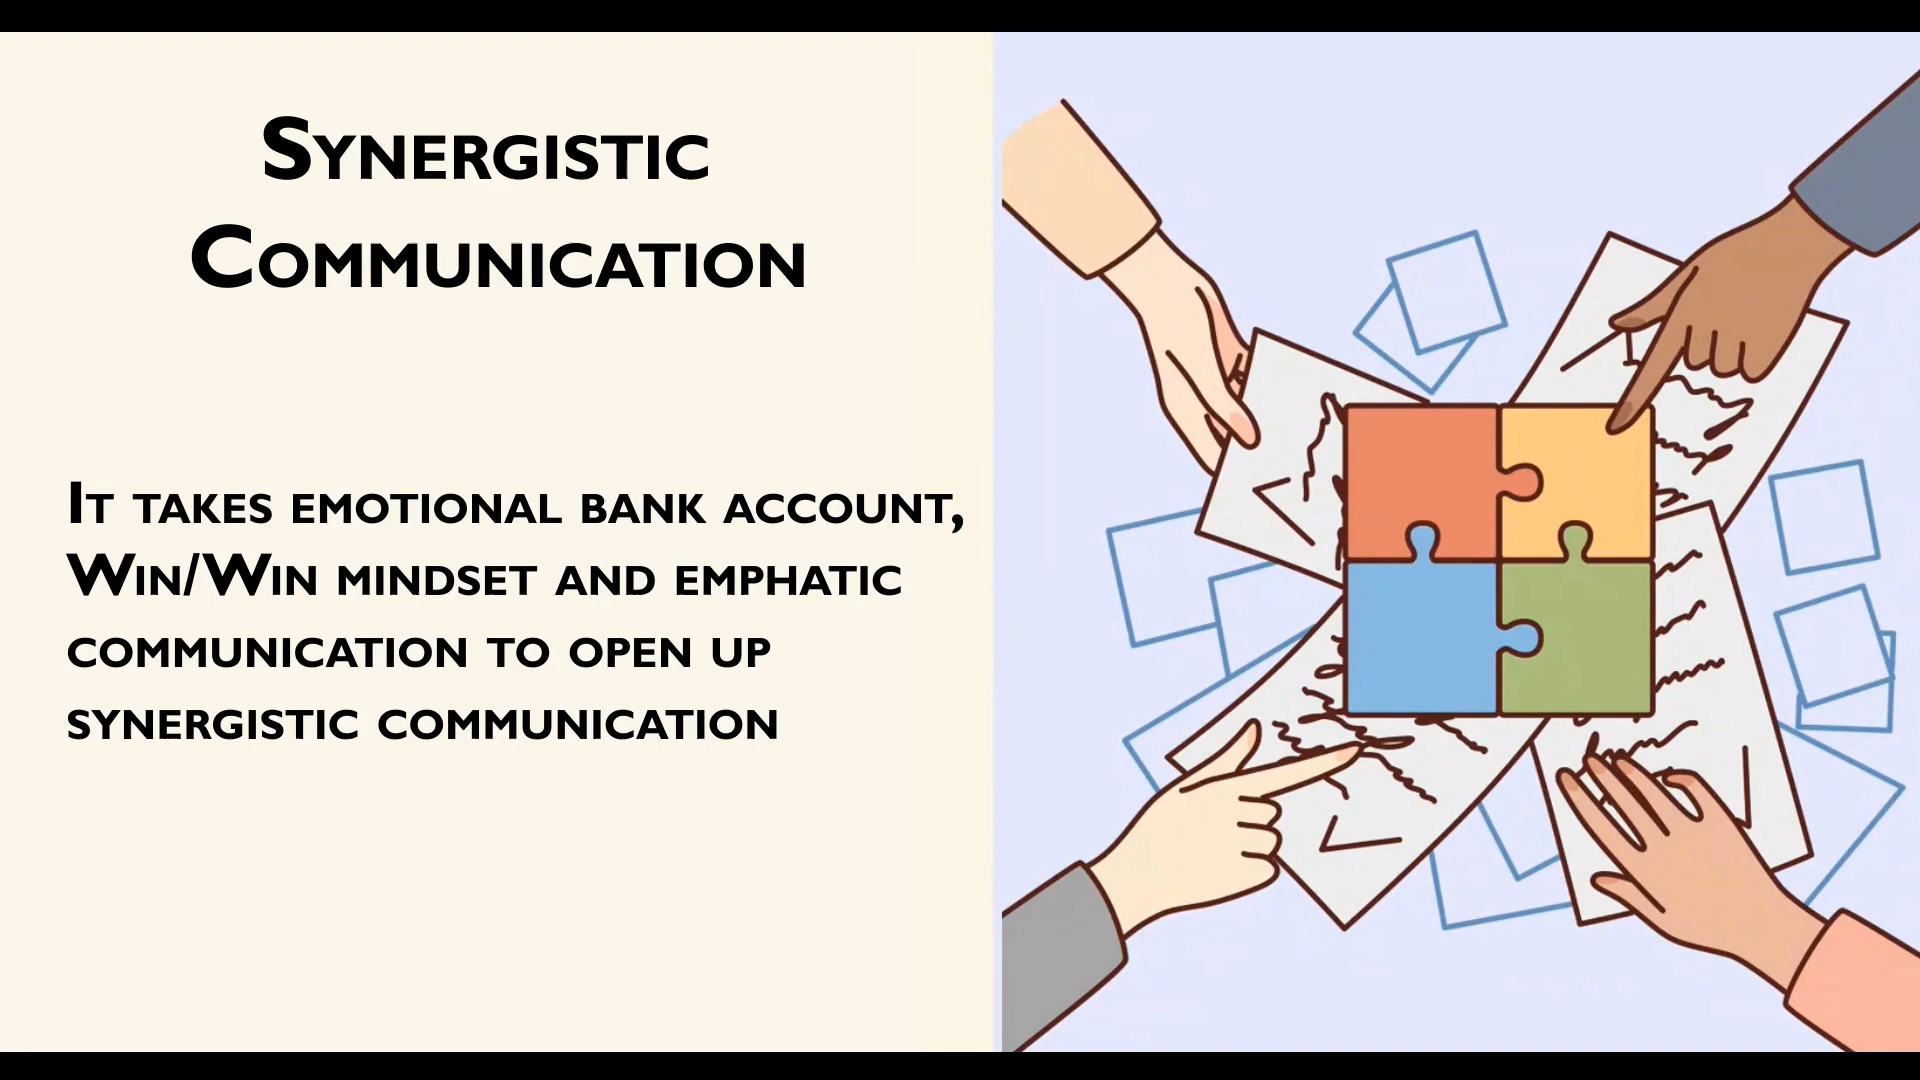 Synergistic
Communication
It takes emotional bank account,
Win/Win mindset and emphatic
communication to open up
synergistic communication